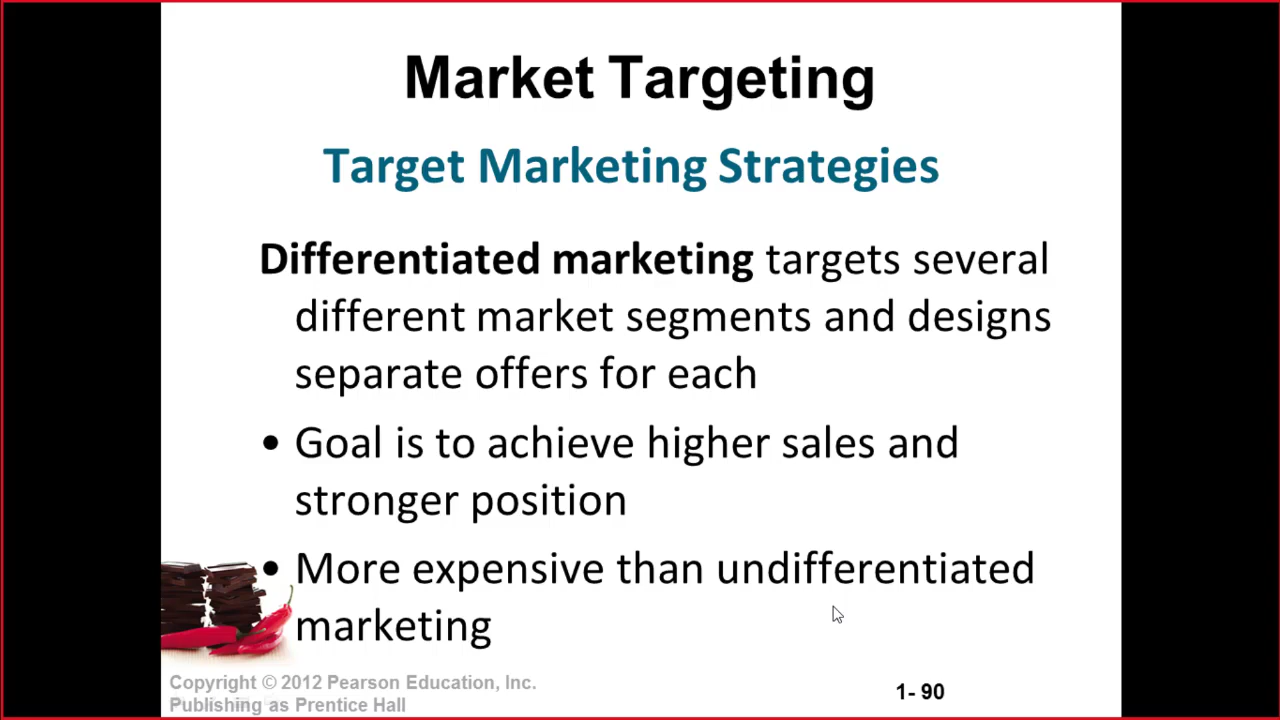 Market Targeting
Target Marketing Strategies
Differentiated marketing targets several
different market segments and designs
separate offers for each
• Goal is to achieve higher sales and
stronger position
• More expensive than undifferentiated
marketing
Copyright © 2012 Pearson Education, Inc.
Publishing as Prentice Hall
1- 90